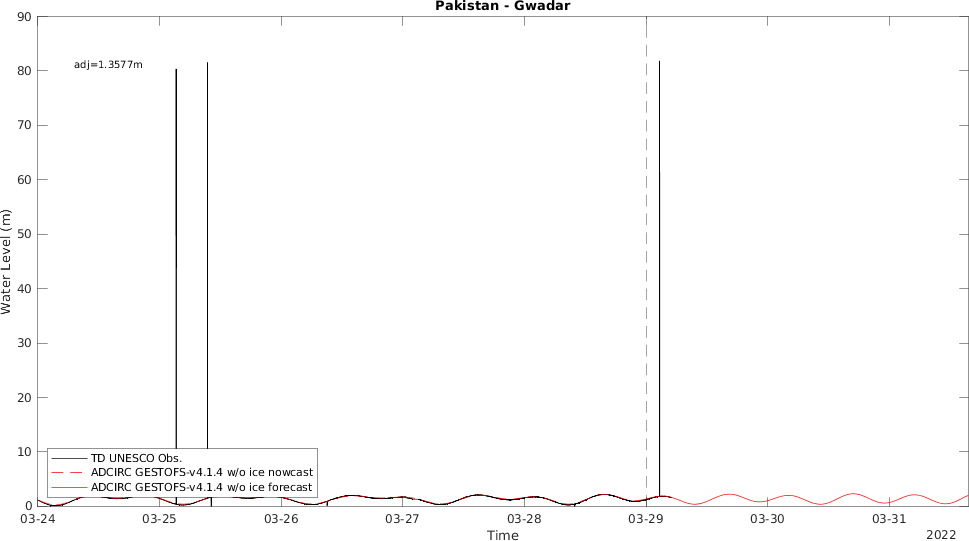 Pakistan - Gwadar
90
80
70
60
50
40
30
20
10
0
Water Level (m)
adj=1.3577m
TD UNESCO Obs.
ADCIRC GESTOFS-v4.1.4 w/o ice nowcast
ADCIRC GESTOFS-v4.1.4 w/o ice forecast
03-24 03-25 03-26 03-27 03-28 03-29 03-30 03-31
Time
2022